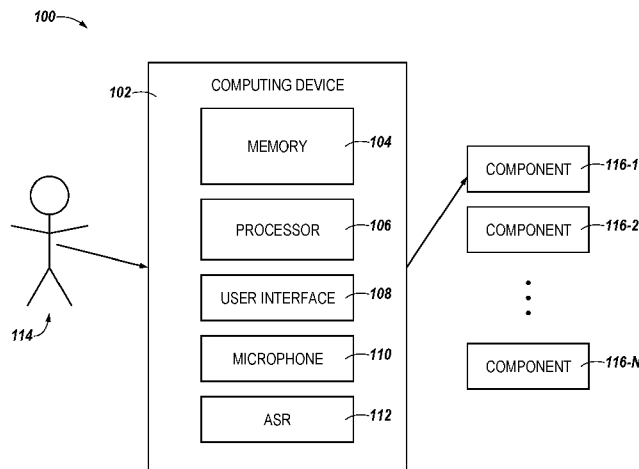 100
102
COMPUTING DEVICE
MEMORY
104
PROCESSOR
106
USER INTERFACE
108
MICROPHONE
110
ASR
112
114
COMPONENT
116-1
COMPONENT
116-2
COMPONENT
116-N